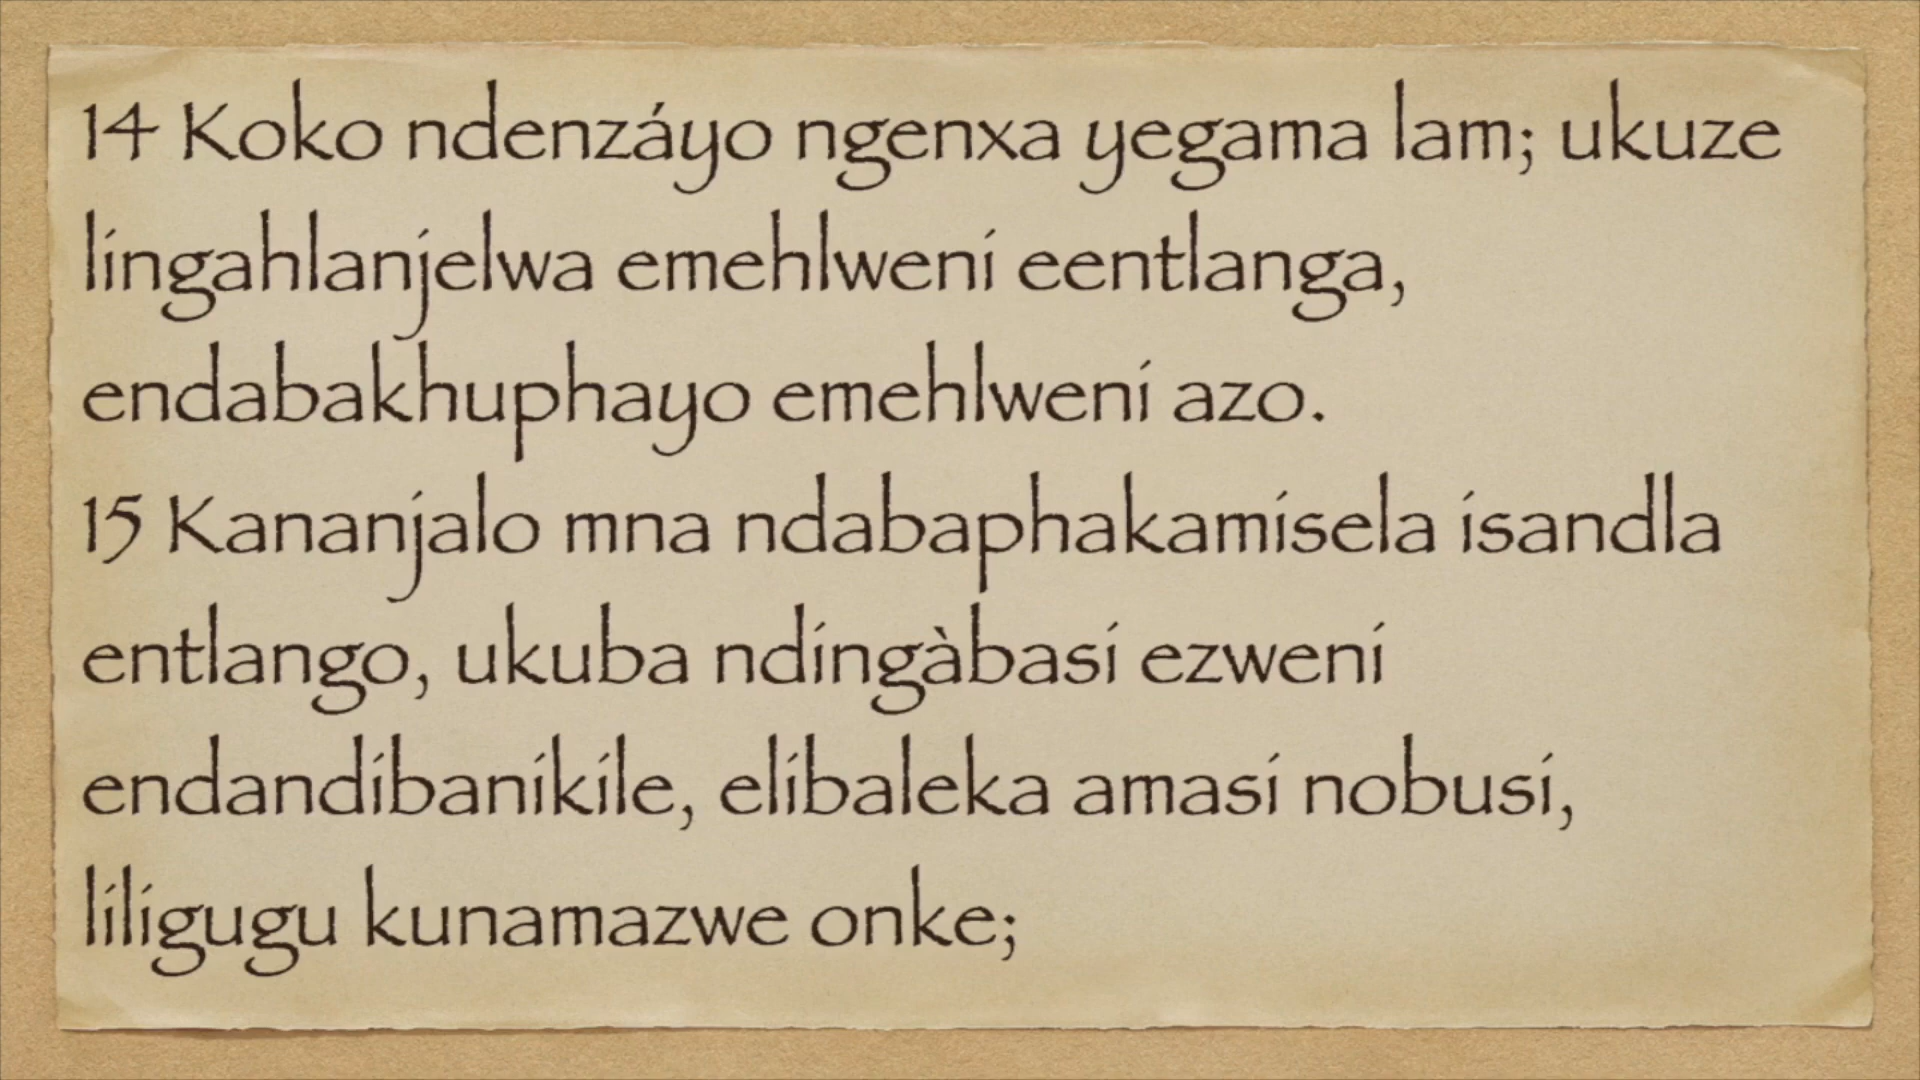 14 Koko ndenzáyo ngenxa yegama lam; ukuze
lingahlanjelwa emehlweni eentlanga,
endabakhuphayo emehlweni azo.
15 Kananjalo mna ndabaphakamisela isandla
entlango, ukuba ndingàbasi ezweni
endandibanikile, elibaleka amasi nobusi,
liligugu kunamazwe onke;